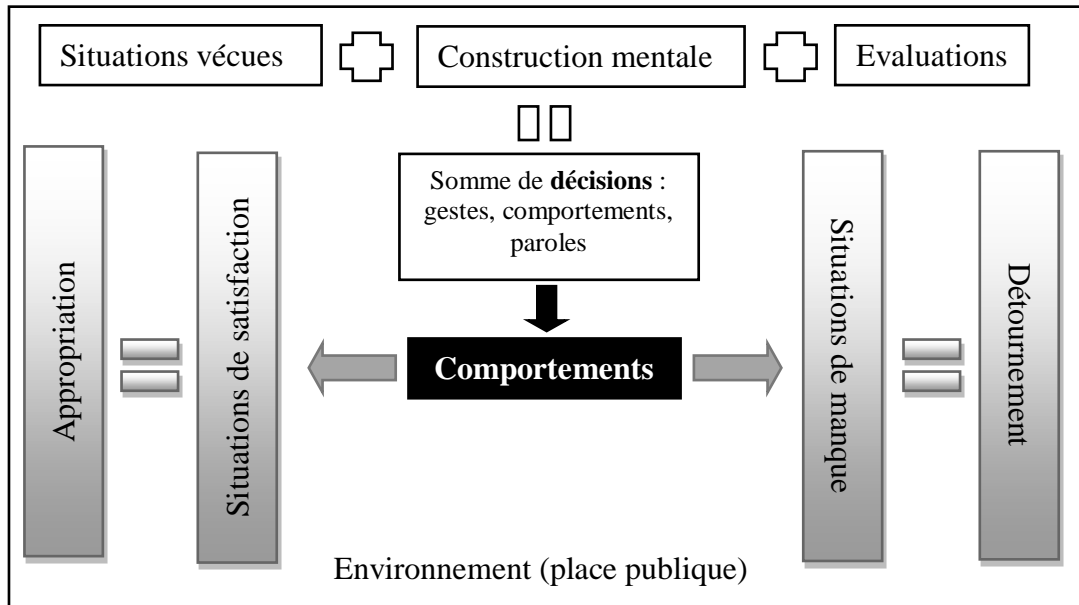 Situations vécues
Construction mentale
Evaluations
Somme de décisions :
gestes, comportements,
paroles
Appropriation
Situations de satisfaction
Comportements
Situations de manque
Détournement
Environnement (place publique)